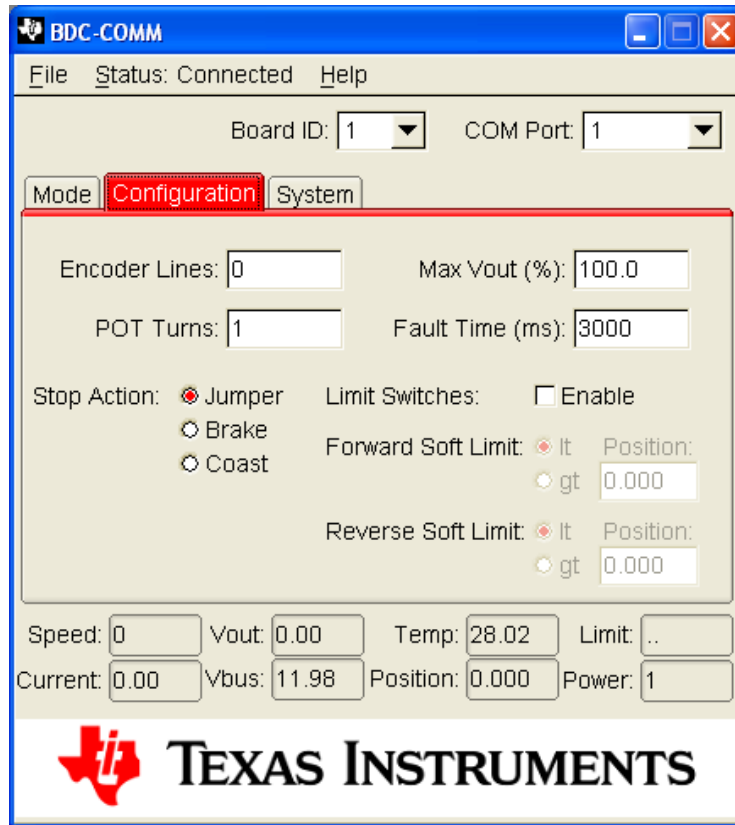 BDC-COMM
File Status: Connected Help
Board ID: 1 COM Port: 1
Mode Configuration System
Encoder Lines: 0 Max Vout (%): 100.0
POT Turns: 1 Fault Time (ms): 3000
Stop Action: Jumper Limit Switches: Enable
Brake
Coast
Forward Soft Limit: lt Position:
gt 0.000
Reverse Soft Limit: lt Position:
gt 0.000
Speed: 0 Vout: 0.00 Temp: 28.02 Limit: ..
Current: 0.00 Vbus: 11.98 Position: 0.000 Power: 1
TEXAS INSTRUMENTS